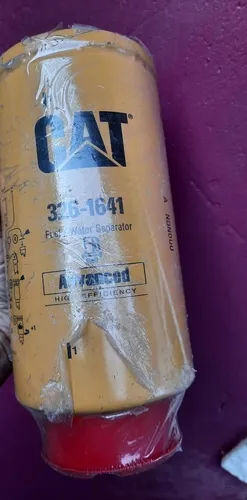 CAT
326-1641
Fuel Water Separator
Advanced
HIGH EFFICIENCY